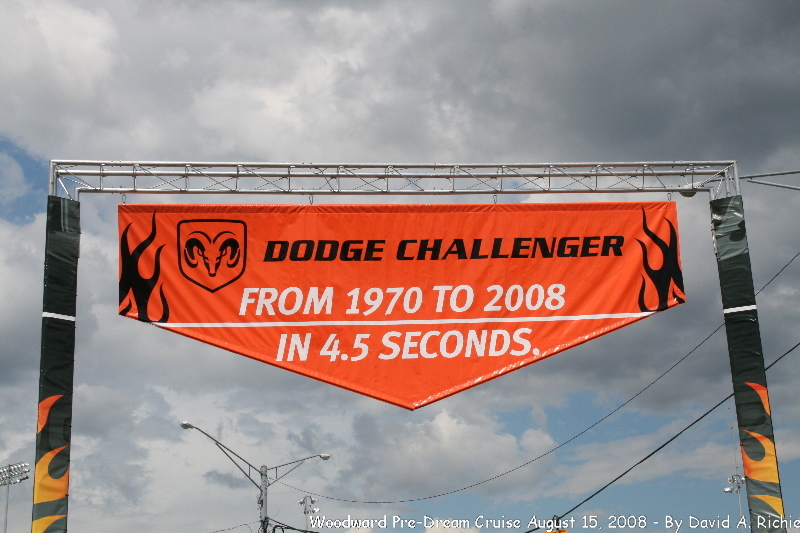 DODGE CHALLENGER
FROM 1970 TO 2008
IN 4.5 SECONDS.
Woodward Pre-Dream Cruise August 15, 2008 - By David A. Richie